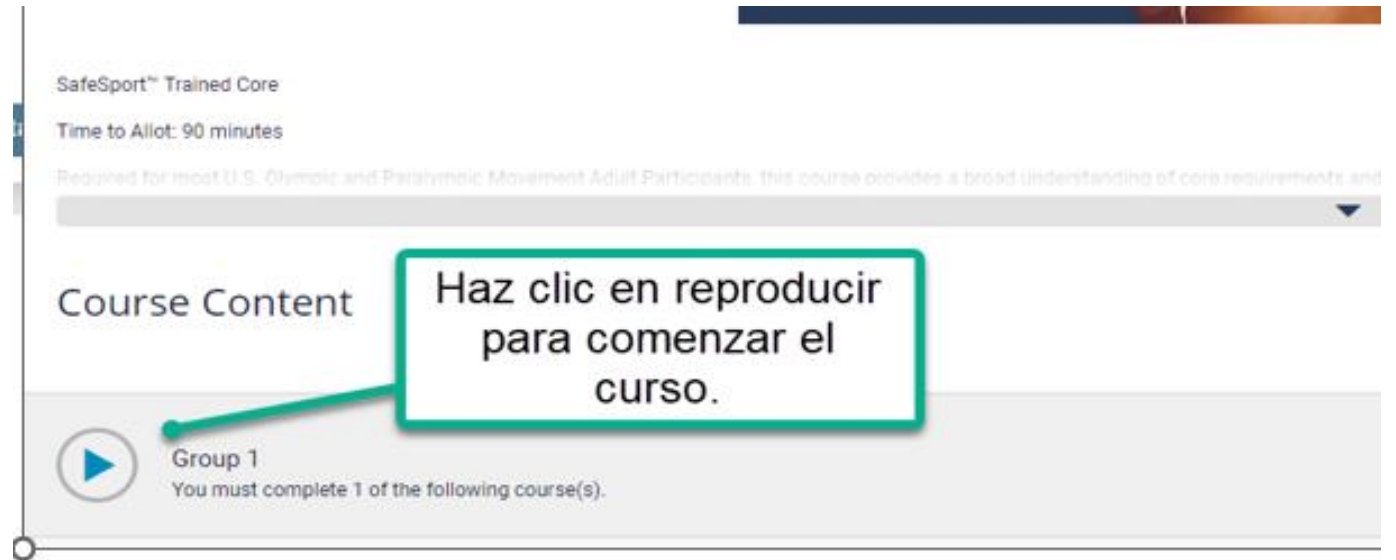 SafeSport™ Trained Core
Time to Allot: 90 minutes
Required for most U.S. Olympic and Paralympic Movement Adult Participants, this course provides a broad understanding of core requirements and
Course Content
Haz clic en reproducir
para comenzar el
curso.
Group 1
You must complete 1 of the following course(s).